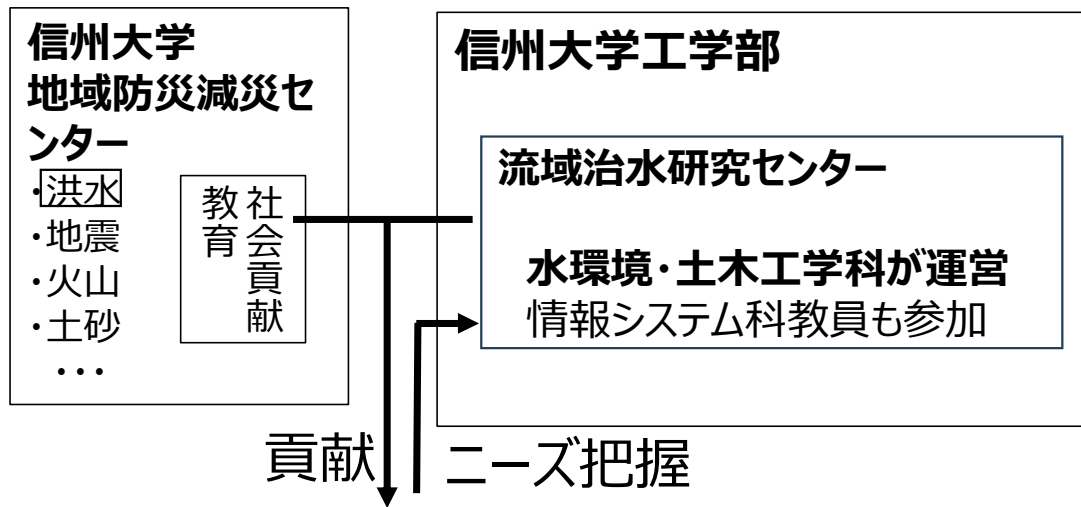 信州大学
地域防災減災セ
ンター
・洪水
・地震
・火山
・土砂
・・・
社会貢献
教育
信州大学工学部
流域治水研究センター
水環境・土木工学科が運営
情報システム科教員も参加
貢献
ニーズ把握